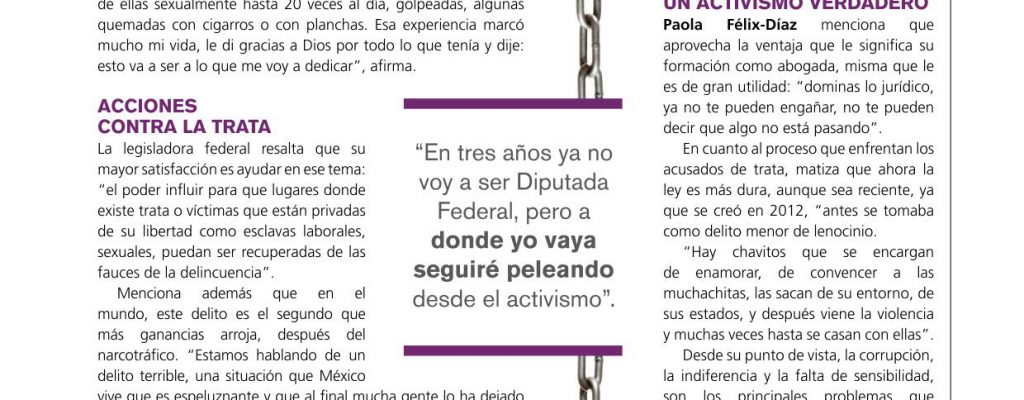 de ellas sexualmente hasta 20 veces al día, golpeadas, algunas
quemadas con cigarros o con planchas. Esa experiencia marcó
mucho mi vida, le di gracias a Dios por todo lo que tenía y dije:
esto va a ser a lo que me voy a dedicar”, afirma.
ACCIONES
CONTRA LA TRATA
La legisladora federal resalta que su
mayor satisfacción es ayudar en ese tema:
“el poder influir para que lugares donde
existe trata o víctimas que están privadas
de su libertad como esclavas laborales,
sexuales, puedan ser recuperadas de las
fauces de la delincuencia”.
Menciona además que en el
mundo, este delito es el segundo que
más ganancias arroja, después del
narcotráfico. “Estamos hablando de un
delito terrible, una situación que México
vive que es espeluznante y que al final mucha gente lo ha dejado
“En tres años ya no
voy a ser Diputada
Federal, pero a
donde yo vaya
seguiré peleando
desde el activismo”.
UN ACTIVISMO VERDADERO
Paola Félix-Díaz menciona que
aprovecha la ventaja que le significa su
formación como abogada, misma que le
es de gran utilidad: “dominas lo jurídico,
ya no te pueden engañar, no te pueden
decir que algo no está pasando”.
En cuanto al proceso que enfrentan los
acusados de trata, matiza que ahora la
ley es más dura, aunque sea reciente, ya
que se creó en 2012, “antes se tomaba
como delito menor de lenocinio.
“Hay chavitos que se encargan
de enamorar, de convencer a las
muchachitas, las sacan de su entorno, de
sus estados, y después viene la violencia
y muchas veces hasta se casan con ellas”.
Desde su punto de vista, la corrupción,
la indiferencia y la falta de sensibilidad,
son los principales problemas que